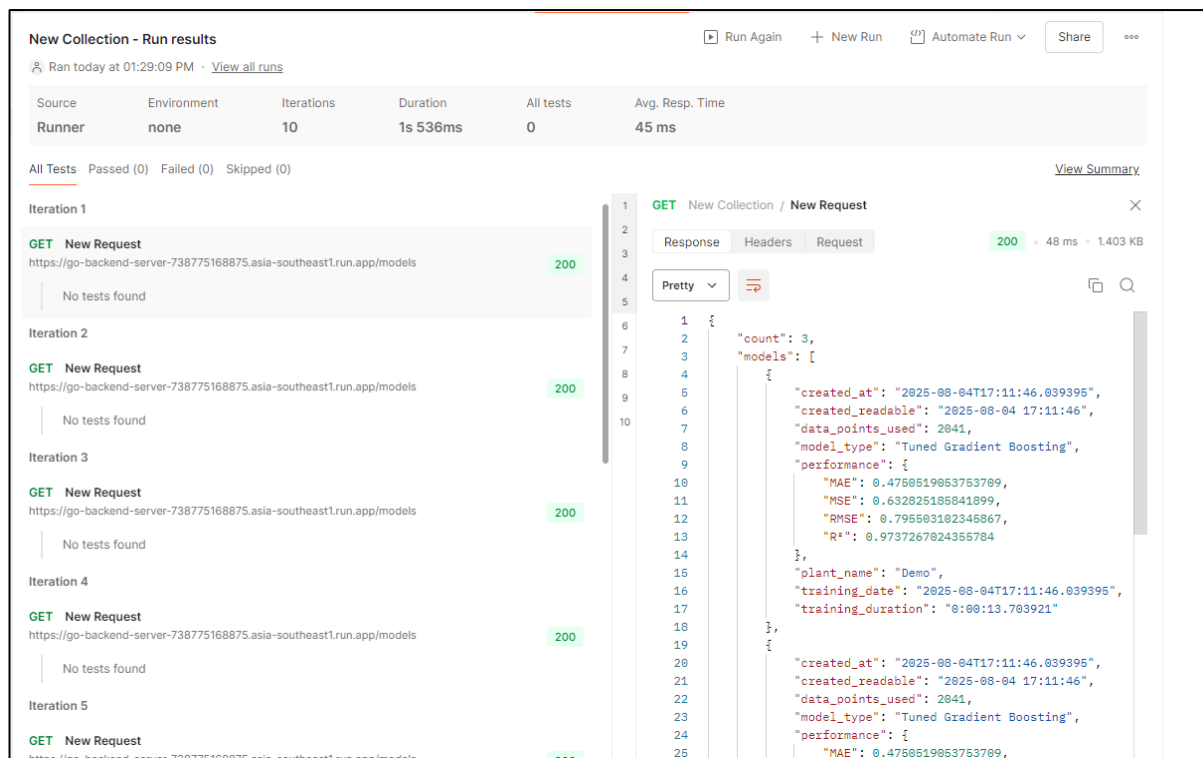 New Collection - Run results
Run Again
New Run
Automate Run
Share
Ran today at 01:29:09 PM · View all runs
Source Environment Iterations Duration All tests Avg. Resp. Time
Runner none 10 1s 536ms 0 45 ms
All Tests Passed (0) Failed (0) Skipped (0)
View Summary
Iteration 1
GET New Request
https://go-backend-server-738775168875.asia-southeast1.run.app/models
200
No tests found
Iteration 2
GET New Request
https://go-backend-server-738775168875.asia-southeast1.run.app/models
200
No tests found
Iteration 3
GET New Request
https://go-backend-server-738775168875.asia-southeast1.run.app/models
200
No tests found
Iteration 4
GET New Request
https://go-backend-server-738775168875.asia-southeast1.run.app/models
200
No tests found
Iteration 5
GET New Request
1
2
3
4
5
6
7
8
9
10
GET New Collection / New Request
Response Headers Request
200 • 48 ms • 1.403 KB
Pretty
1 {
2 "count": 3,
3 "models": [
4 {
5 "created_at": "2025-08-04T17:11:46.039395",
6 "created_readable": "2025-08-04 17:11:46",
7 "data_points_used": 2041,
8 "model_type": "Tuned Gradient Boosting",
9 "performance": {
10 "MAE": 0.4750519053753709,
11 "MSE": 0.632825185841899,
12 "RMSE": 0.795503102345867,
13 "R²": 0.9737267024355784
14 },
15 "plant_name": "Demo",
16 "training_date": "2025-08-04T17:11:46.039395",
17 "training_duration": "0:00:13.703921"
18 },
19 {
20 "created_at": "2025-08-04T17:11:46.039395",
21 "created_readable": "2025-08-04 17:11:46",
22 "data_points_used": 2041,
23 "model_type": "Tuned Gradient Boosting",
24 "performance": {
25 "MAE": 0.4750519053753709,